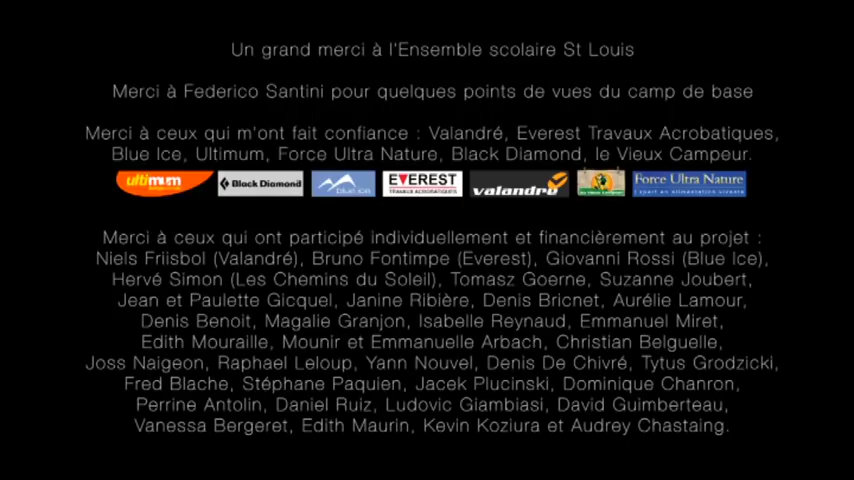 Un grand merci à l'Ensemble scolaire St Louis
Merci à Federico Santini pour quelques points de vues du camp de base
Merci à ceux qui m'ont fait confiance : Valandré, Everest Travaux Acrobatiques,
Blue Ice, Ultimum, Force Ultra Nature, Black Diamond, le Vieux Campeur.
ultimum Black Diamond blue ice EVEREST valandré Force Ultra Nature
TRAVAUX ACROBATIQUES
Merci à ceux qui ont participé individuellement et financièrement au projet :
Niels Friisbol (Valandré), Bruno Fontimpe (Everest), Giovanni Rossi (Blue Ice),
Hervé Simon (Les Chemins du Soleil), Tomasz Goerne, Suzanne Joubert,
Jean et Paulette Gicquel, Janine Ribière, Denis Bricnet, Aurélie Lamour,
Denis Benoit, Magalie Granjon, Isabelle Reynaud, Emmanuel Miret,
Edith Mouraille, Mounir et Emmanuelle Arbach, Christian Belguelle,
Joss Naigeon, Raphael Leloup, Yann Nouvel, Denis De Chivré, Tytus Grodzicki,
Fred Blache, Stéphane Paquien, Jacek Plucinski, Dominique Chanron,
Perrine Antolin, Daniel Ruiz, Ludovic Giambiasi, David Guimberteau,
Vanessa Bergeret, Edith Maurin, Kevin Koziura et Audrey Chastaing.